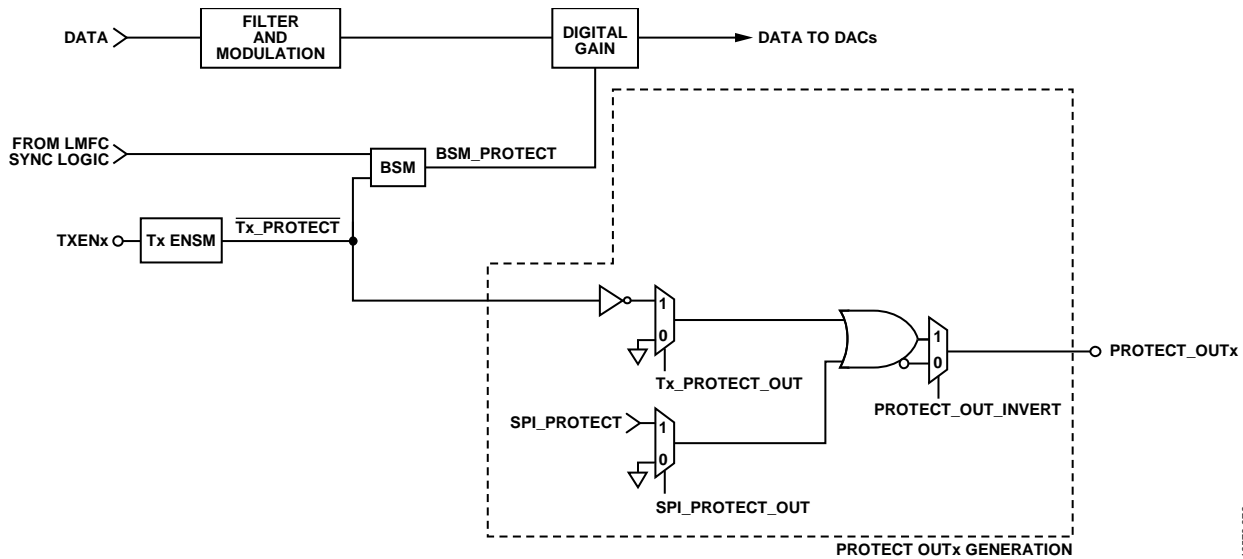 FILTER
AND
MODULATION
DIGITAL
GAIN
DATA
DATA TO DACs
FROM LMFC
SYNC LOGIC
BSM
BSM_PROTECT
TXENx
Tx ENSM
Tx_PROTECT
1
0
Tx_PROTECT_OUT
1
0
PROTECT_OUTx
PROTECT_OUT_INVERT
SPI_PROTECT
1
0
SPI_PROTECT_OUT
PROTECT OUTx GENERATION